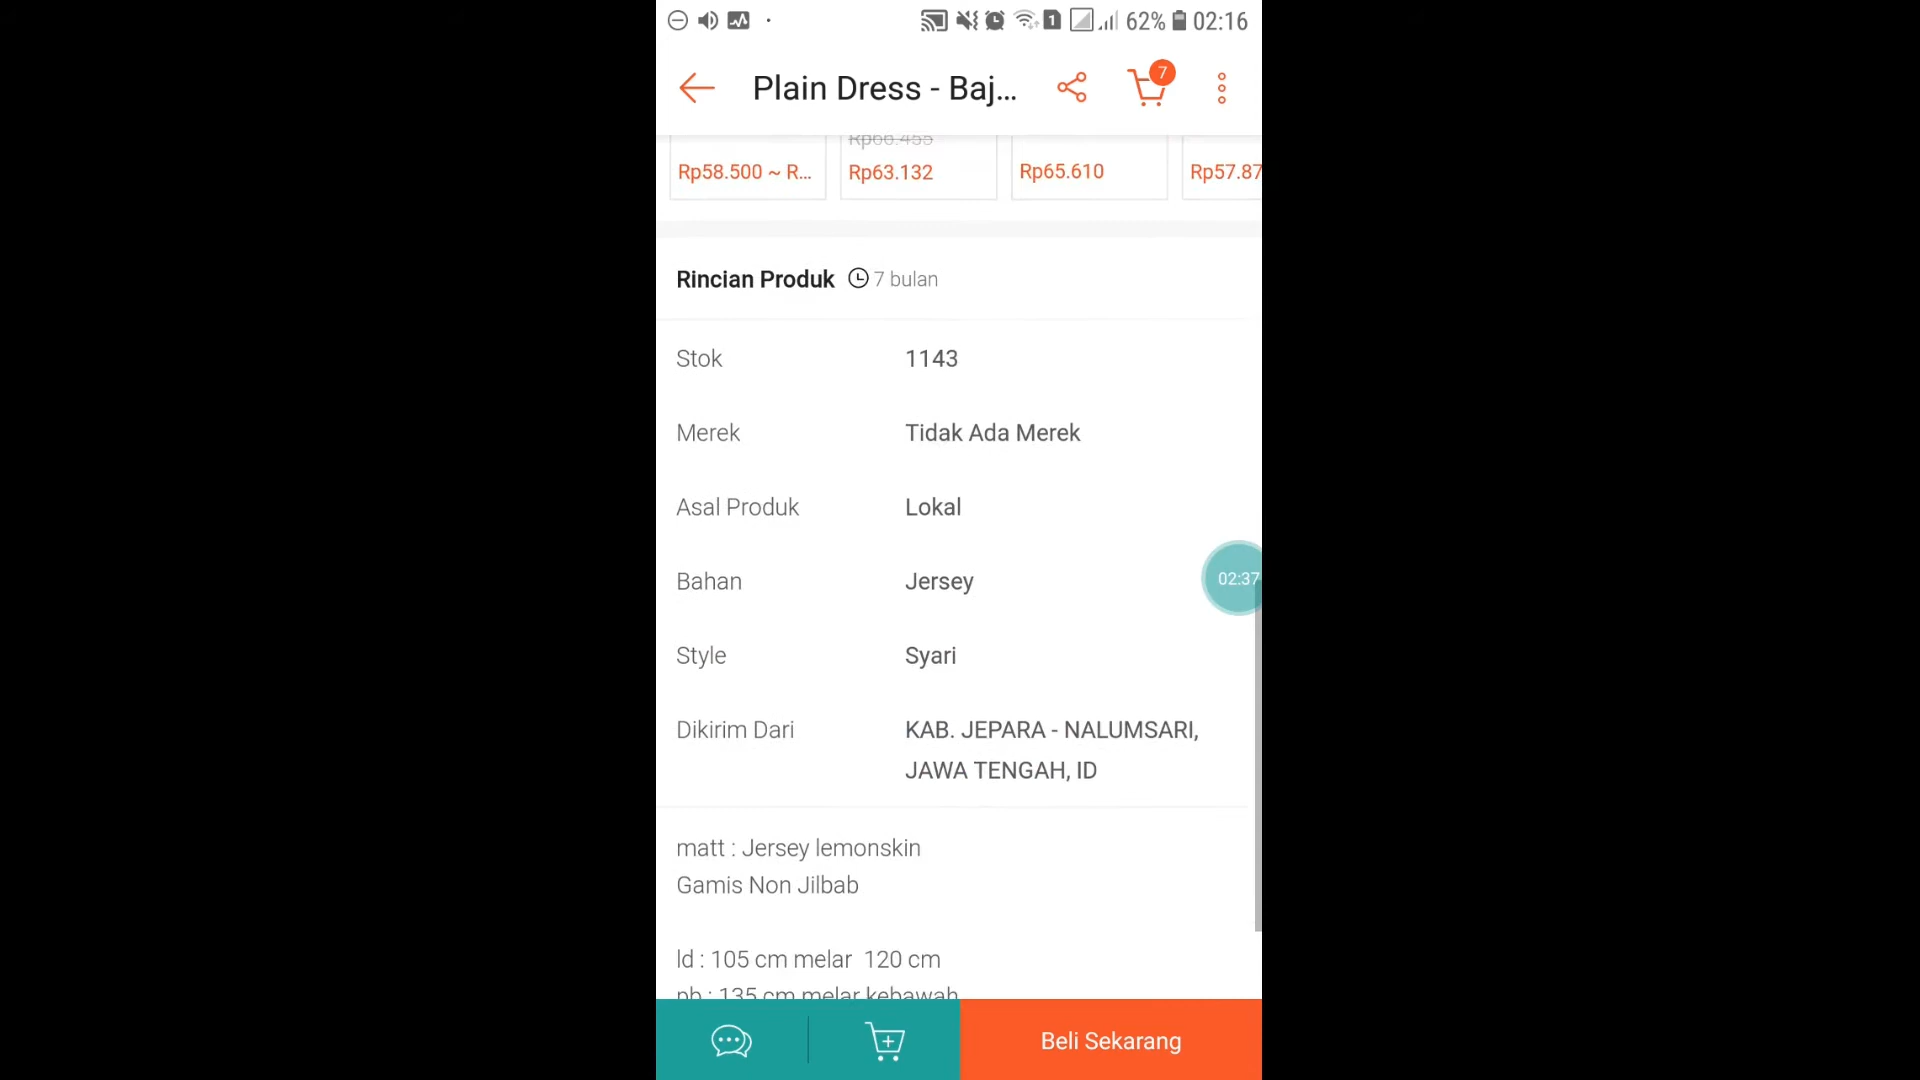 62% 02:16
Plain Dress - Baj... 7
Rp66.455
Rp58.500 ~ R... Rp63.132 Rp65.610 Rp57.87
Rincian Produk 7 bulan
Stok 1143
Merek Tidak Ada Merek
Asal Produk Lokal
Bahan Jersey
02:37
Style Syari
Dikirim Dari KAB. JEPARA - NALUMSARI,
JAWA TENGAH, ID
matt : Jersey lemonskin
Gamis Non Jilbab
ld : 105 cm melar 120 cm
pb : 135 cm melar kebawah
Beli Sekarang